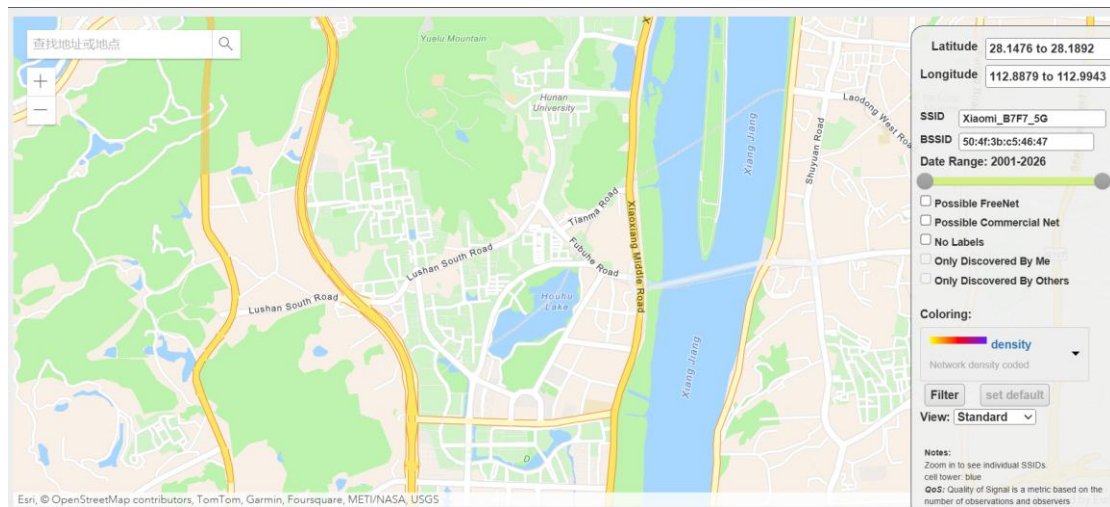 查找地址或地点
+
−
Yuelu Mountain
Hunan
University
Laodong West Road
Xiang Jiang
Shuyuan Road
Tianma Road
Xiaoxiang Middle Road
Fubuhe Road
Lushan South Road
Lushan South Road
Houhu
Lake
Xiang Jiang
D
Esri, © OpenStreetMap contributors, TomTom, Garmin, Foursquare, METI/NASA, USGS
Latitude 28.1476 to 28.1892
Longitude 112.8879 to 112.9943
SSID Xiaomi_B7F7_5G
BSSID 50:4f:3b:c5:46:47
Date Range: 2001-2026
Possible FreeNet
Possible Commercial Net
No Labels
Only Discovered By Me
Only Discovered By Others
Coloring:
density
Network density coded
Filter set default
View: Standard
Notes:
Zoom in to see individual SSIDs.
cell tower: blue
QoS: Quality of Signal is a metric based on the
number of observations and observers